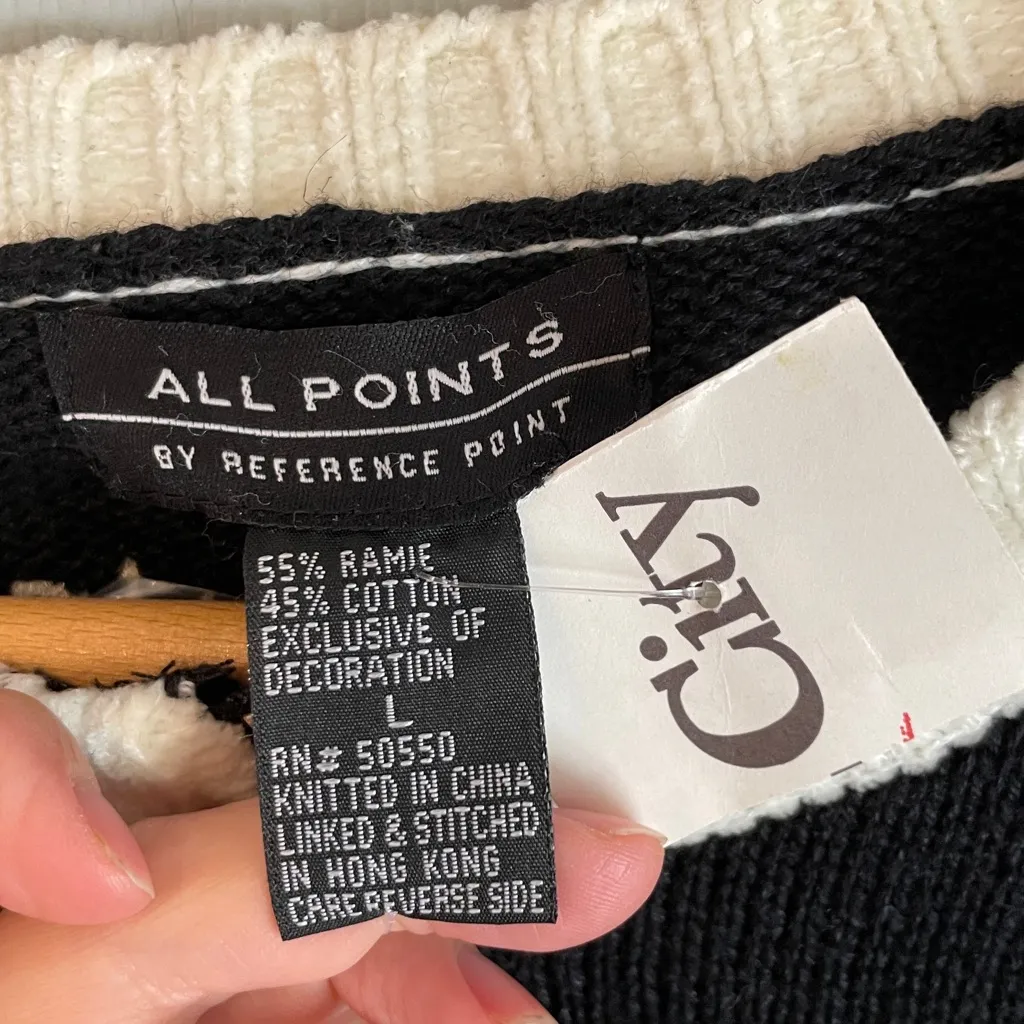 ALL POINTS
BY REFERENCE POINT
55% RAMIE
45% COTTON
EXCLUSIVE OF
DECORATION
L
RN# 50550
KNITTED IN CHINA
LINKED & STITCHED
IN HONG KONG
CARE REVERSE SIDE
City